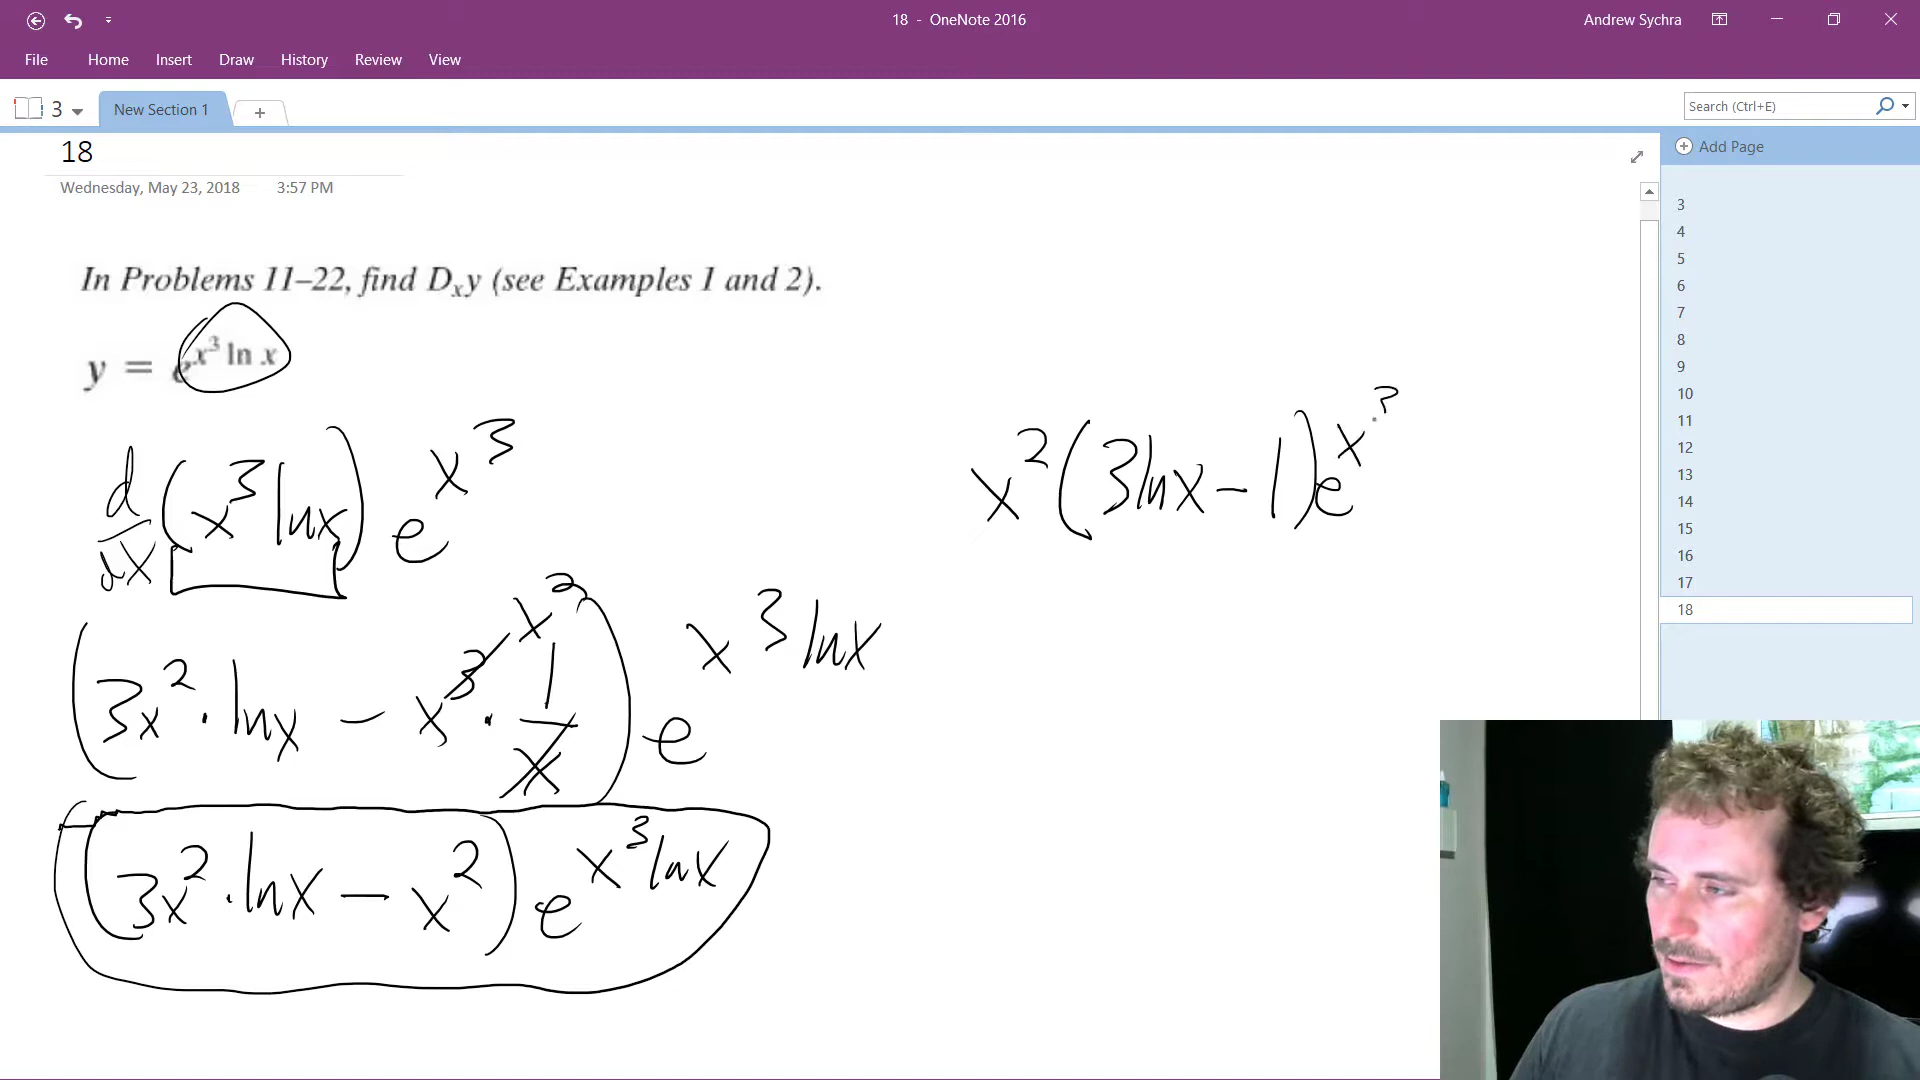 18 - OneNote 2016
Andrew Sychra
File Home Insert Draw History Review View
3 New Section 1 +
Search (Ctrl+E)
18
Wednesday, May 23, 2018 3:57 PM
Add Page
3
4
5
6
7
8
9
10
11
12
13
14
15
16
17
18
In Problems 11–22, find Dₓy (see Examples 1 and 2).
y = e^(x³ ln x)
d/dx (x³ lnx) e^x³
(3x² · lnx − x³ · 1/x) e^(x³ lnx)
x²
(3x² · lnx − x²) e^(x³ lnx)
x² (3lnx − 1) e^x³